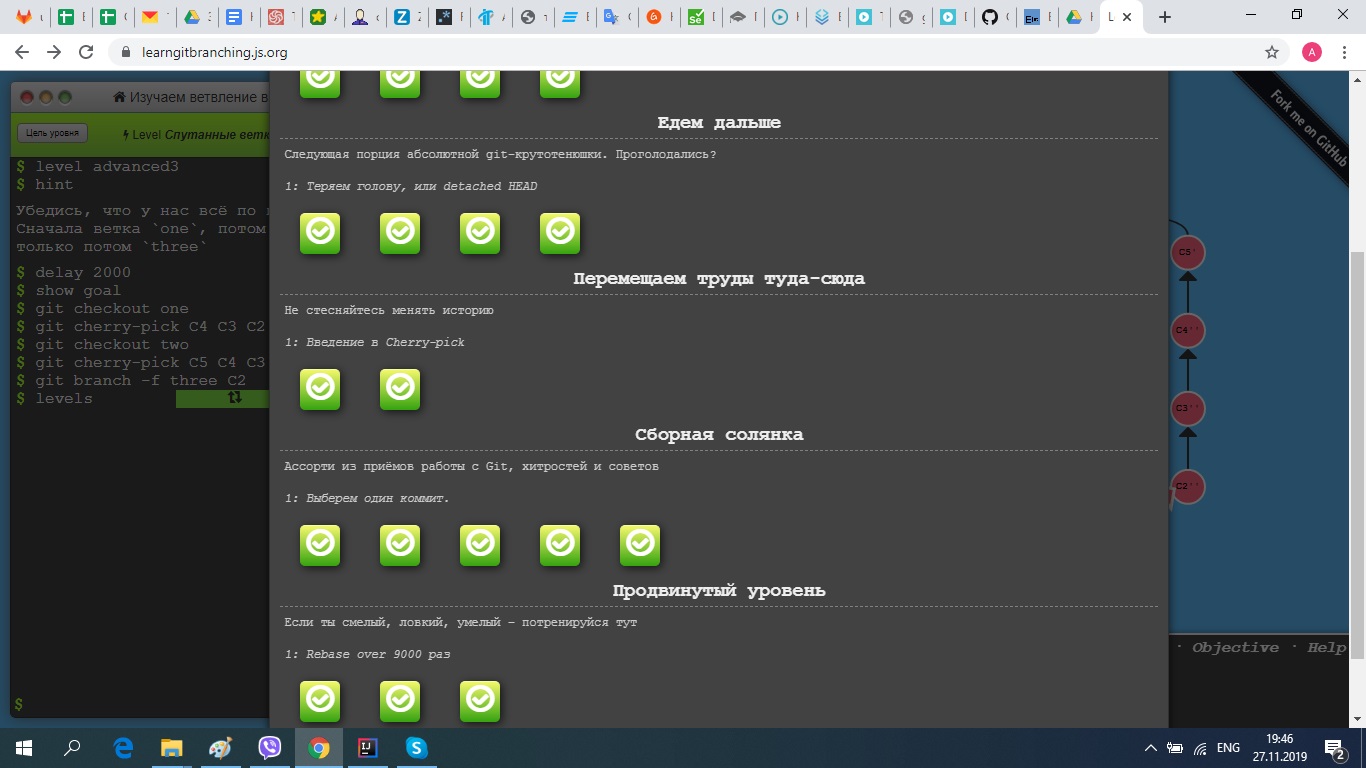 learngitbranching.js.org
A
Изучаем ветвление в
Fork me on GitHub
Цель уровня
Level Спутанные ветк
$ level advanced3
$ hint
Убедись, что у нас всё по
Сначала ветка `one`, потом
только потом `three`
$ delay 2000
$ show goal
$ git checkout one
$ git cherry-pick C4 C3 C2
$ git checkout two
$ git cherry-pick C5 C4 C3
$ git branch -f three C2
$ levels
$
Едем дальше
Следующая порция абсолютной git-крутотенюшки. Проголодались?
1: Теряем голову, или detached HEAD
Перемещаем труды туда-сюда
Не стесняйтесь менять историю
1: Введение в Cherry-pick
Сборная солянка
Ассорти из приёмов работы с Git, хитростей и советов
1: Выберем один коммит.
Продвинутый уровень
Если ты смелый, ловкий, умелый – потренируйся тут
1: Rebase over 9000 раз
C5'
C4''
C3''
C2''
· Objective · Help
ENG
19:46
27.11.2019
2